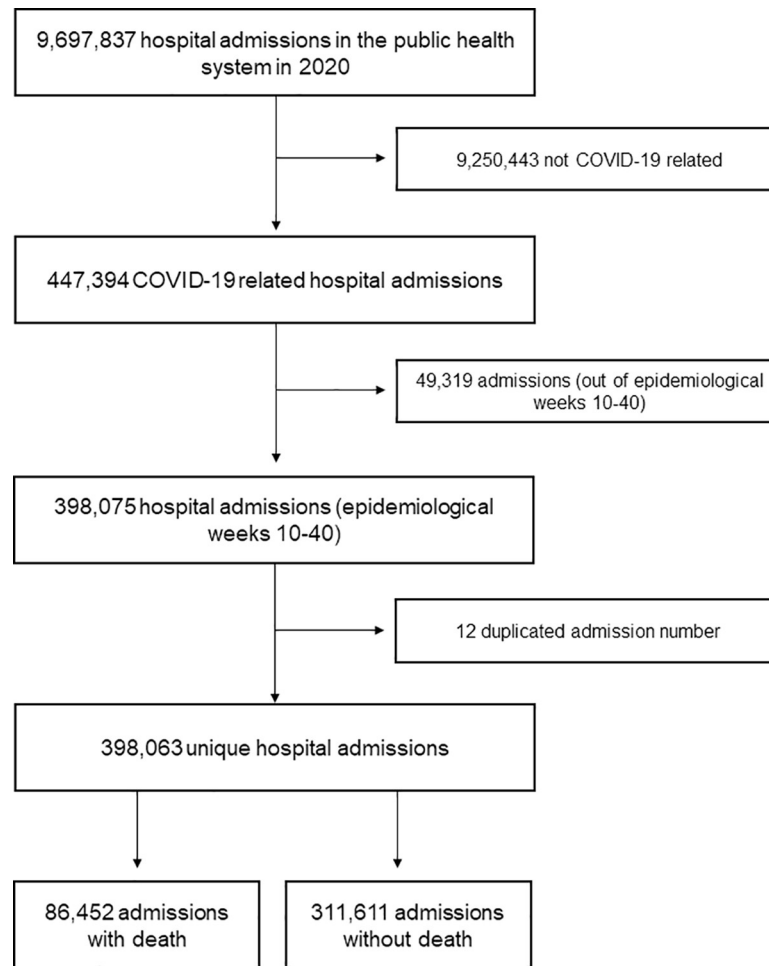 9,697,837 hospital admissions in the public health
system in 2020
9,250,443 not COVID-19 related
447,394 COVID-19 related hospital admissions
49,319 admissions (out of epidemiological
weeks 10-40)
398,075 hospital admissions (epidemiological
weeks 10-40)
12 duplicated admission number
398,063 unique hospital admissions
86,452 admissions
with death
311,611 admissions
without death